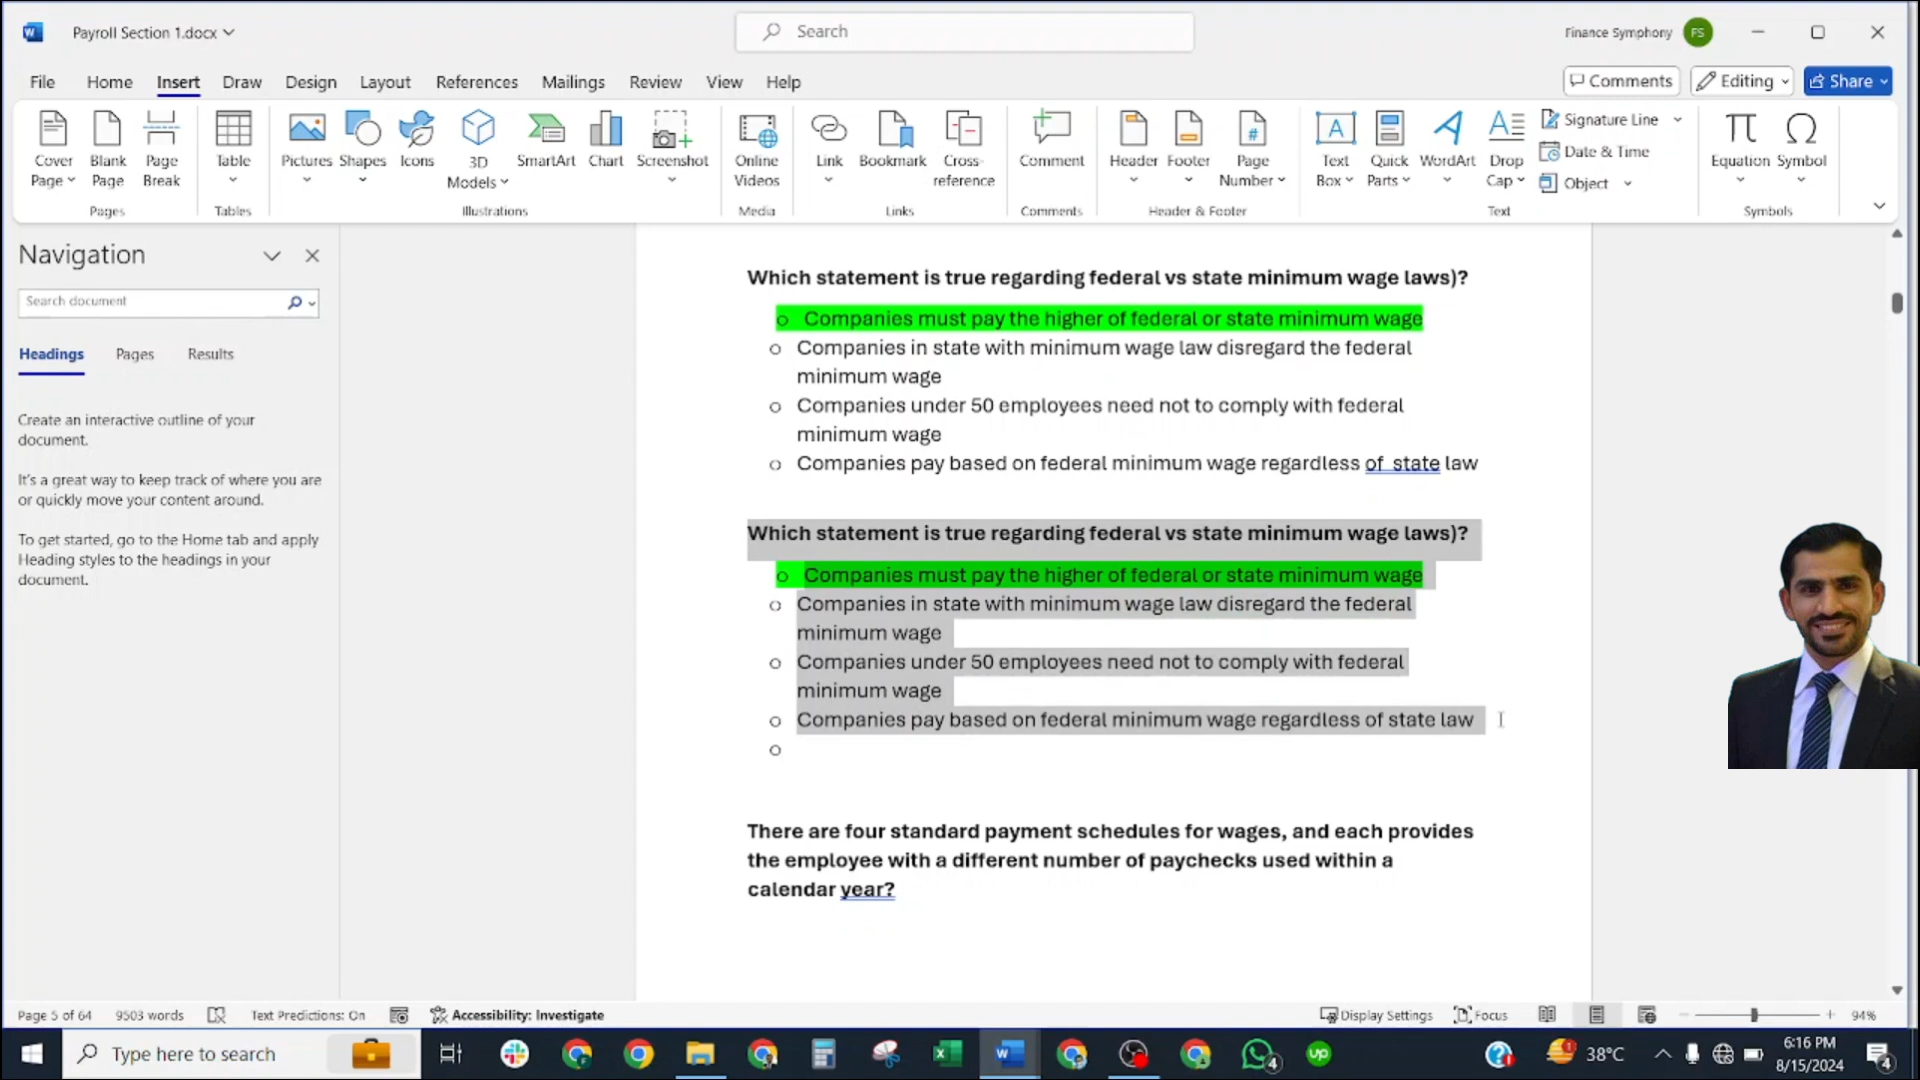 Payroll Section 1.docx
Search
Finance Symphony FS
File Home Insert Draw Design Layout References Mailings Review View Help
Comments Editing Share
Cover Page
Blank Page
Page Break
Table
Pictures
Shapes
Icons
3D Models
SmartArt
Chart
Screenshot
Online Videos
Link
Bookmark
Cross-reference
Comment
Header
Footer
Page Number
Text Box
Quick Parts
WordArt
Drop Cap
Signature Line
Date & Time
Object
Equation
Symbol
Pages Tables Illustrations Media Links Comments Header & Footer Text Symbols
Navigation
Search document
Headings Pages Results
Create an interactive outline of your
document.
It's a great way to keep track of where you are
or quickly move your content around.
To get started, go to the Home tab and apply
Heading styles to the headings in your
document.
Which statement is true regarding federal vs state minimum wage laws)?
o Companies must pay the higher of federal or state minimum wage
o Companies in state with minimum wage law disregard the federal
minimum wage
o Companies under 50 employees need not to comply with federal
minimum wage
o Companies pay based on federal minimum wage regardless of state law
Which statement is true regarding federal vs state minimum wage laws)?
o Companies must pay the higher of federal or state minimum wage
o Companies in state with minimum wage law disregard the federal
minimum wage
o Companies under 50 employees need not to comply with federal
minimum wage
o Companies pay based on federal minimum wage regardless of state law
o
There are four standard payment schedules for wages, and each provides
the employee with a different number of paychecks used within a
calendar year?
Page 5 of 64 9503 words Text Predictions: On Accessibility: Investigate Display Settings Focus 94%
Type here to search
38°C
6:16 PM
8/15/2024
4
4